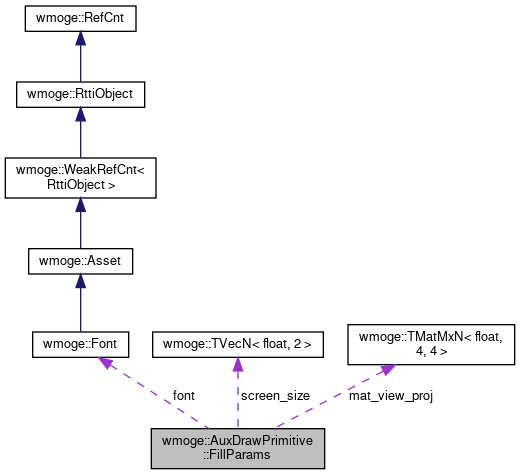 wmoge::RefCnt
wmoge::RttiObject
wmoge::WeakRefCnt<
RttiObject >
wmoge::Asset
wmoge::Font
wmoge::TVecN< float, 2 >
wmoge::TMatMxN< float,
4, 4 >
font
screen_size
mat_view_proj
wmoge::AuxDrawPrimitive
::FillParams